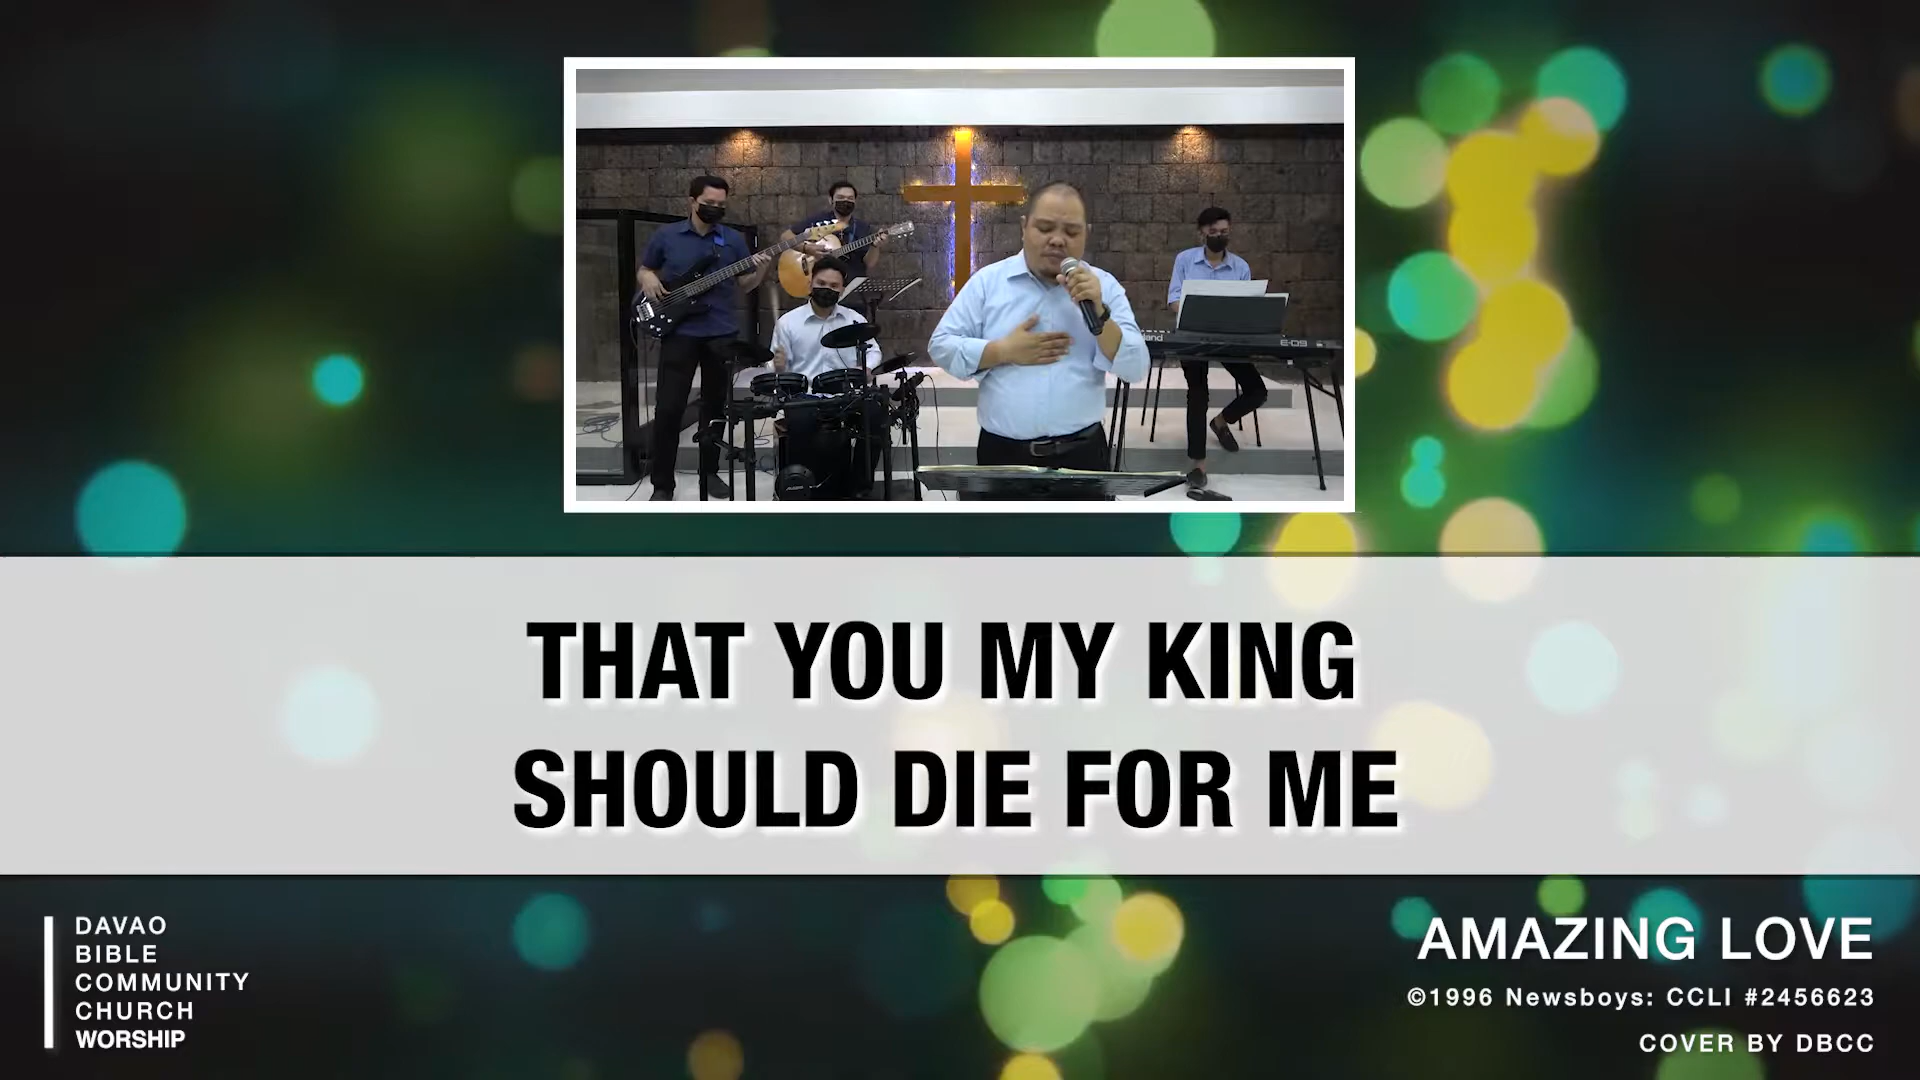 THAT YOU MY KING
SHOULD DIE FOR ME
DAVAO
BIBLE
COMMUNITY
CHURCH
WORSHIP
AMAZING LOVE
©1996 Newsboys: CCLI #2456623
COVER BY DBCC
E-09